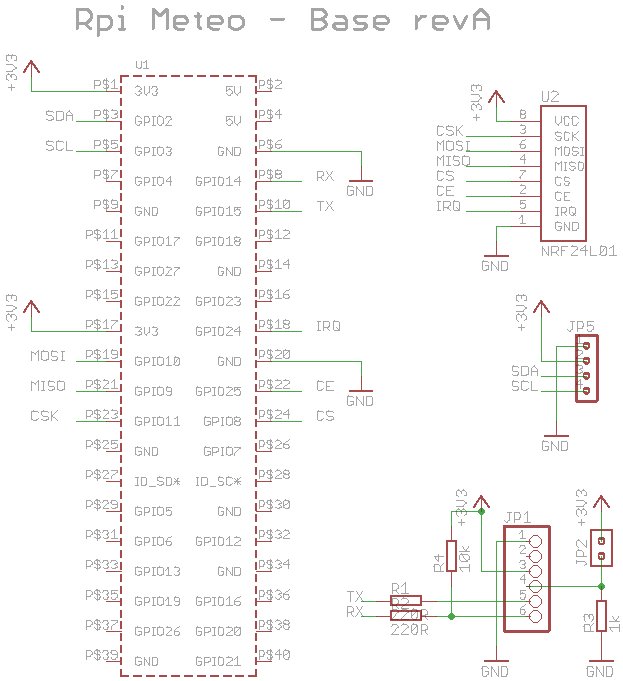 Rpi Meteo - Base revA
U1
+3V3
P$1 3V3 5V P$2
SDA P$3 GPIO2 5V P$4
SCL P$5 GPIO3 GND P$6
P$7 GPIO4 GPIO14 P$8 RX
GND
P$9 GND GPIO15 P$10 TX
P$11 GPIO17 GPIO18 P$12
P$13 GPIO27 GND P$14
P$15 GPIO22 GPIO23 P$16
+3V3
P$17 3V3 GPIO24 P$18 IRQ
MOSI P$19 GPIO10 GND P$20
MISO P$21 GPIO9 GPIO25 P$22 CE
GND
CSK P$23 GPIO11 GPIO8 P$24 CS
P$25 GND GPIO7 P$26
P$27 ID_SD* ID_SC* P$28
P$29 GPIO5 GND P$30
P$31 GPIO6 GPIO12 P$32
P$33 GPIO13 GND P$34
P$35 GPIO19 GPIO16 P$36
P$37 GPIO26 GPIO20 P$38
P$39 GND GPIO21 P$40
+3V3
U2
8 VCC
CSK 3 SCK
MOSI 6 MOSI
MISO 4 MISO
CS 7 CS
CE 2 CE
IRQ 5 IRQ
1 GND
NRF24L01
GND
+3V3
JP5
1
2
SDA 3
SCL 4
GND
+3V3
JP1
1
2
3
4
5
6
R4
10k
TX R1
RX R2
220R
220R
GND
+3V3
JP2
R3
1k
GND